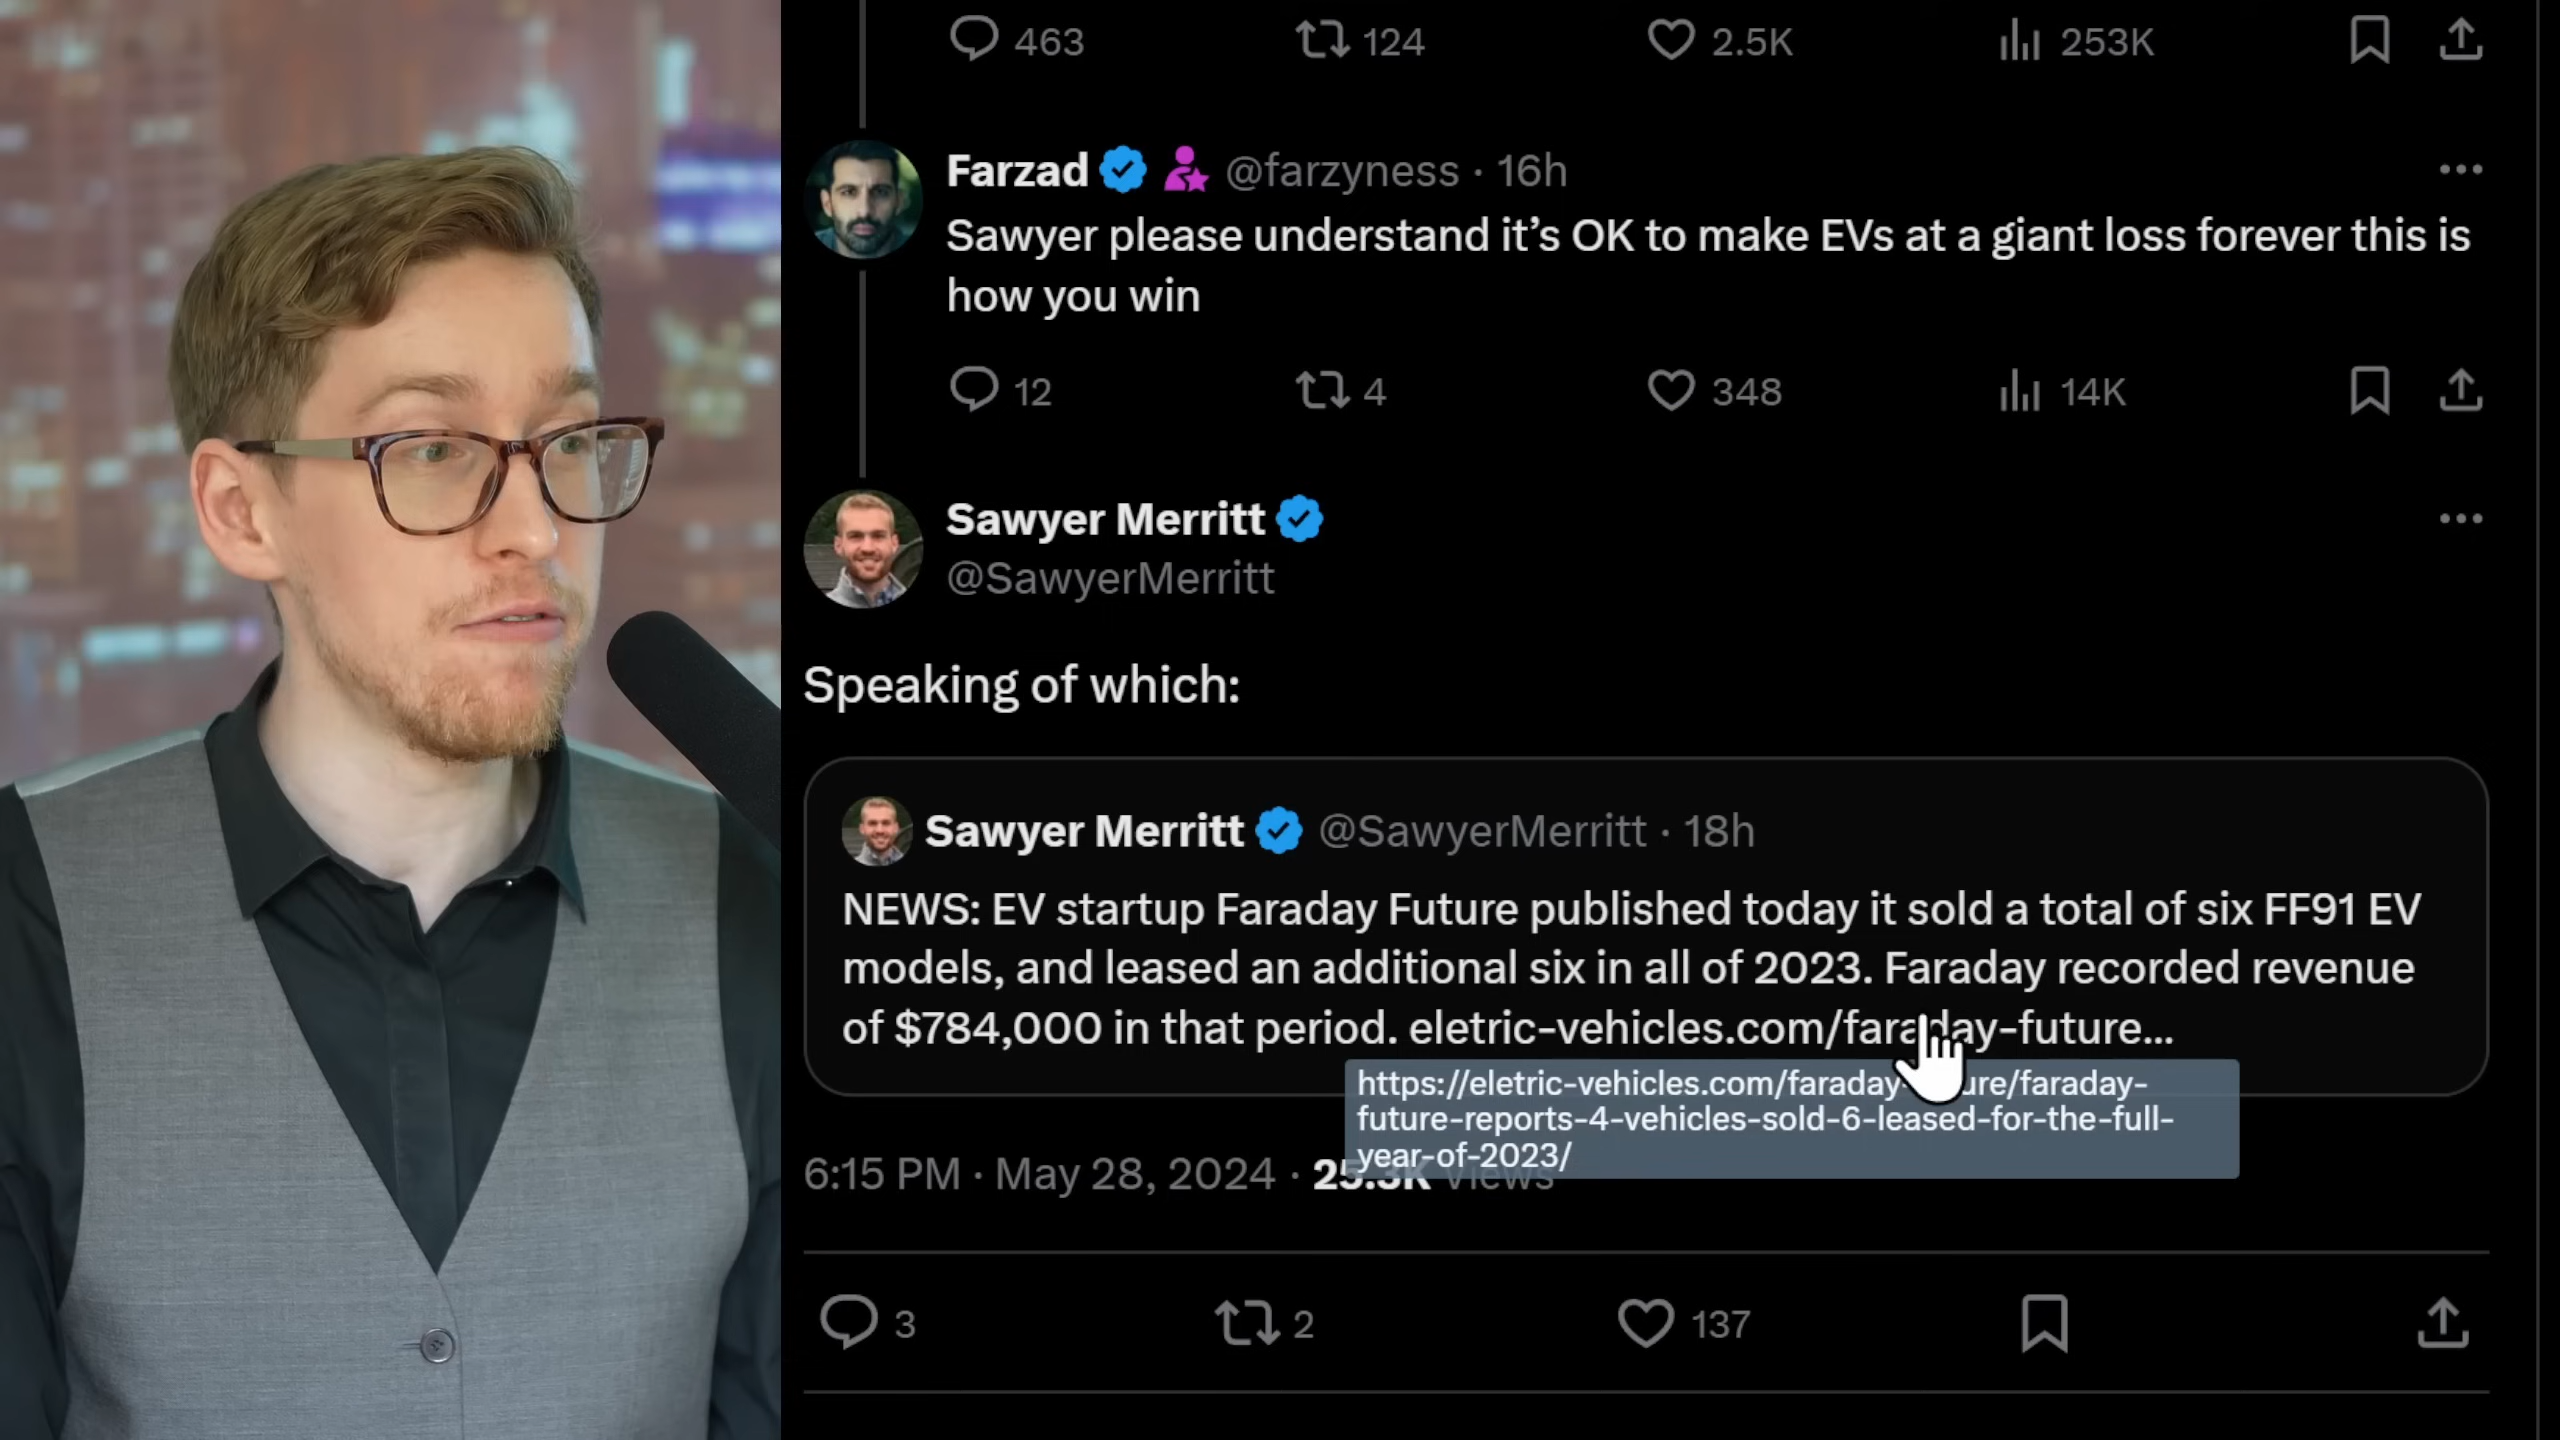 463 124 2.5K 253K
Farzad @farzyness · 16h
Sawyer please understand it’s OK to make EVs at a giant loss forever this is
how you win
12 4 348 14K
Sawyer Merritt
@SawyerMerritt
Speaking of which:
Sawyer Merritt @SawyerMerritt · 18h
NEWS: EV startup Faraday Future published today it sold a total of six FF91 EV
models, and leased an additional six in all of 2023. Faraday recorded revenue
of $784,000 in that period. eletric-vehicles.com/faraday-future...
https://eletric-vehicles.com/faraday-
future-reports-4-vehicles-sold-6-leased-for-the-full-
year-of-2023/
6:15 PM · May 28, 2024 · 25.3K Views
3 2 137